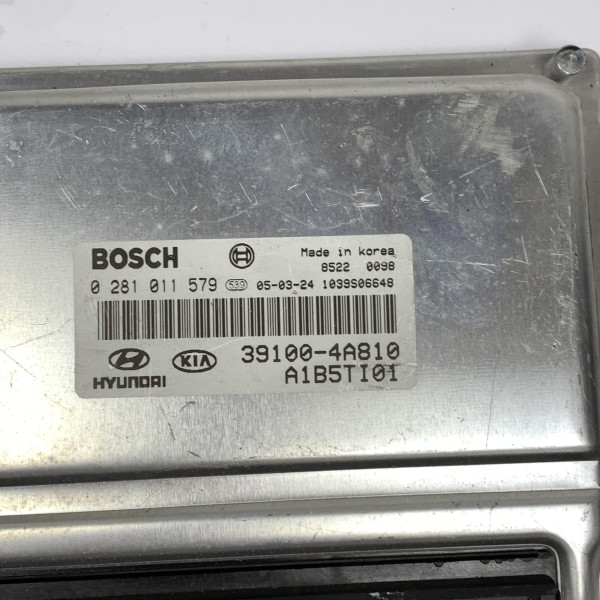 BOSCH
Made in korea
8522 0098
0 281 011 579 S39 05-03-24 1039S06648
39100-4A810
HYUNDAI KIA A1B5TI01